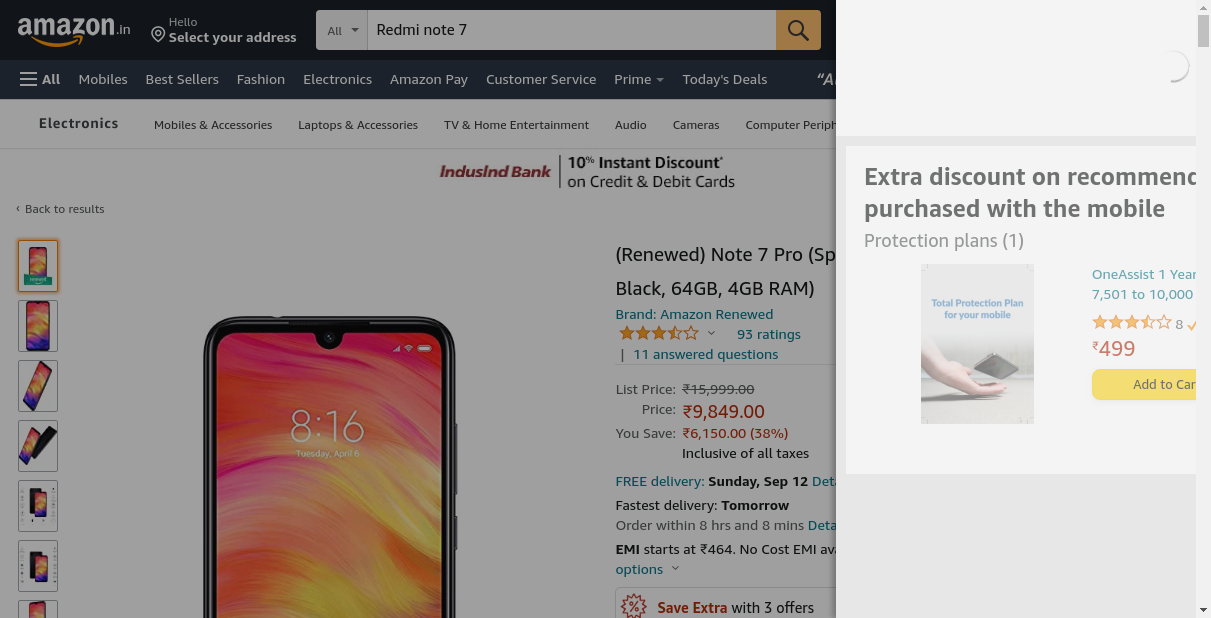 amazon.in
Hello
Select your address
All
Redmi note 7
All
Mobiles
Best Sellers
Fashion
Electronics
Amazon Pay
Customer Service
Prime
Today's Deals
Electronics
Mobiles & Accessories
Laptops & Accessories
TV & Home Entertainment
Audio
Cameras
Computer Periph
IndusInd Bank
10% Instant Discount*
on Credit & Debit Cards
‹ Back to results
(Renewed) Note 7 Pro (Sp
Black, 64GB, 4GB RAM)
Brand: Amazon Renewed
93 ratings
| 11 answered questions
List Price: ₹15,999.00
Price: ₹9,849.00
You Save: ₹6,150.00 (38%)
Inclusive of all taxes
FREE delivery: Sunday, Sep 12 Deta
Fastest delivery: Tomorrow
Order within 8 hrs and 8 mins Deta
EMI starts at ₹464. No Cost EMI ava
options
Save Extra with 3 offers
8:16
Tuesday, April 6
Extra discount on recommend
purchased with the mobile
Protection plans (1)
Total Protection Plan
for your mobile
OneAssist 1 Year
7,501 to 10,000
8
₹499
Add to Car